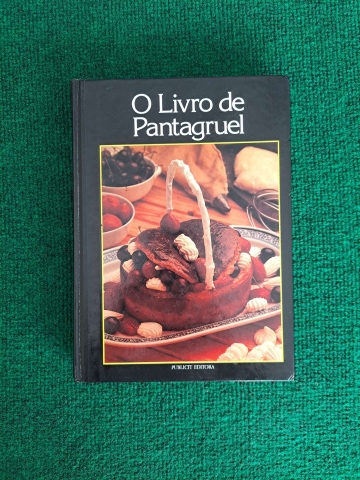 O Livro de
Pantagruel
PUBLICIT EDITORA